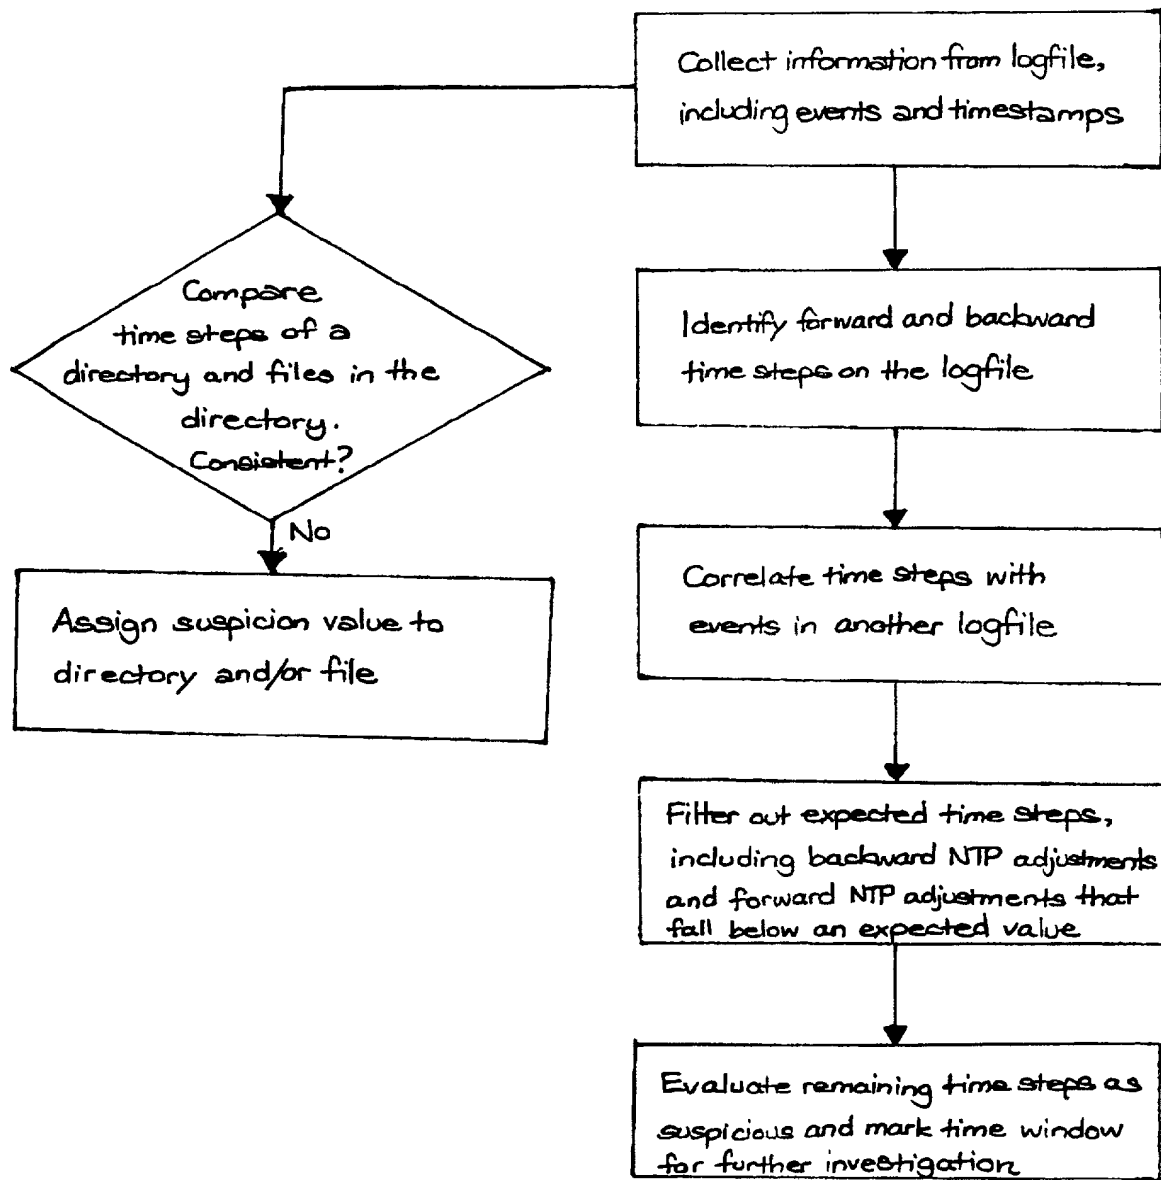 Collect information from logfile,
including events and timestamps
Compare
time steps of a
directory and files in the
directory.
Consistent?
No
Assign suspicion value to
directory and/or file
Identify forward and backward
time steps on the logfile
Correlate time steps with
events in another logfile
Filter out expected time steps,
including backward NTP adjustments
and forward NTP adjustments that
fall below an expected value
Evaluate remaining time steps as
suspicious and mark time window
for further investigation